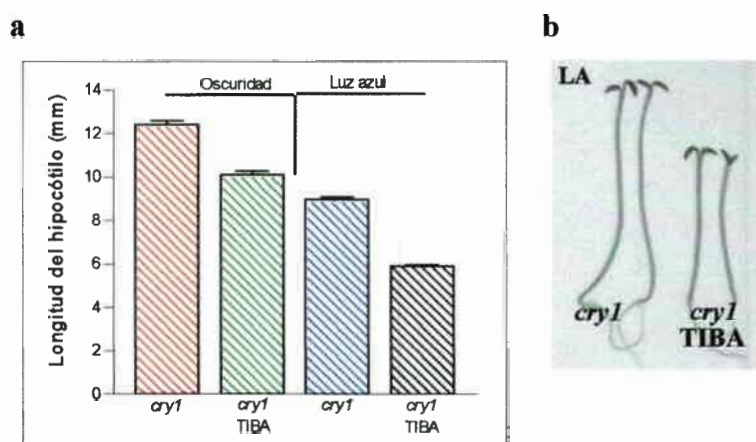 a
b
Oscuridad
Luz azul
Longitud del hipocótilo (mm)
14
12
10
8
6
4
2
0
cry1
cry1
TIBA
cry1
cry1
TIBA
LA
cry1
cry1
TIBA